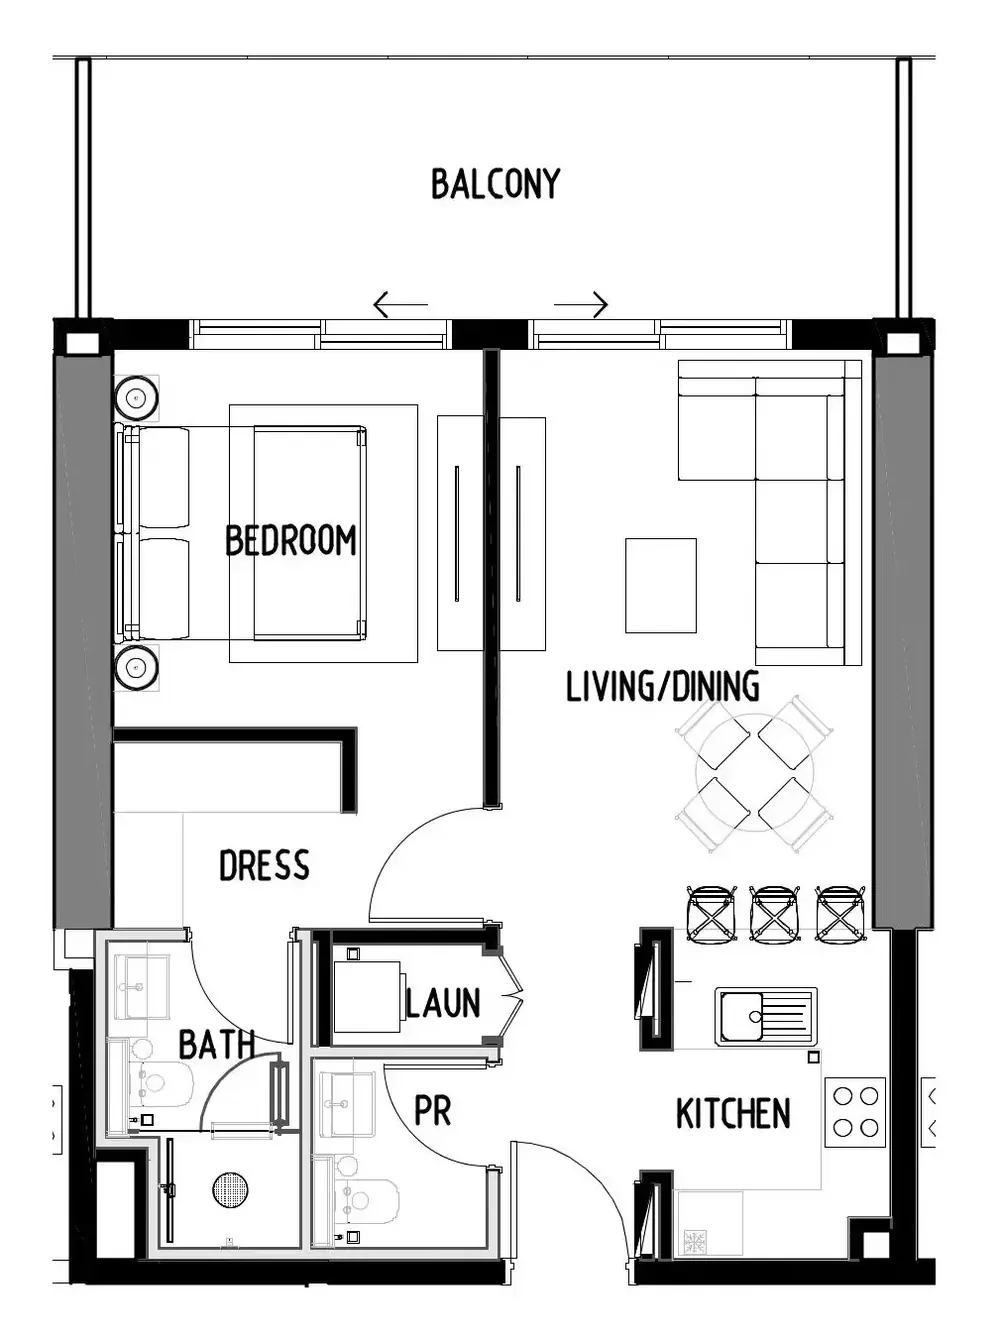 BALCONY
BEDROOM
LIVING/DINING
DRESS
LAUN
BATH
PR
KITCHEN